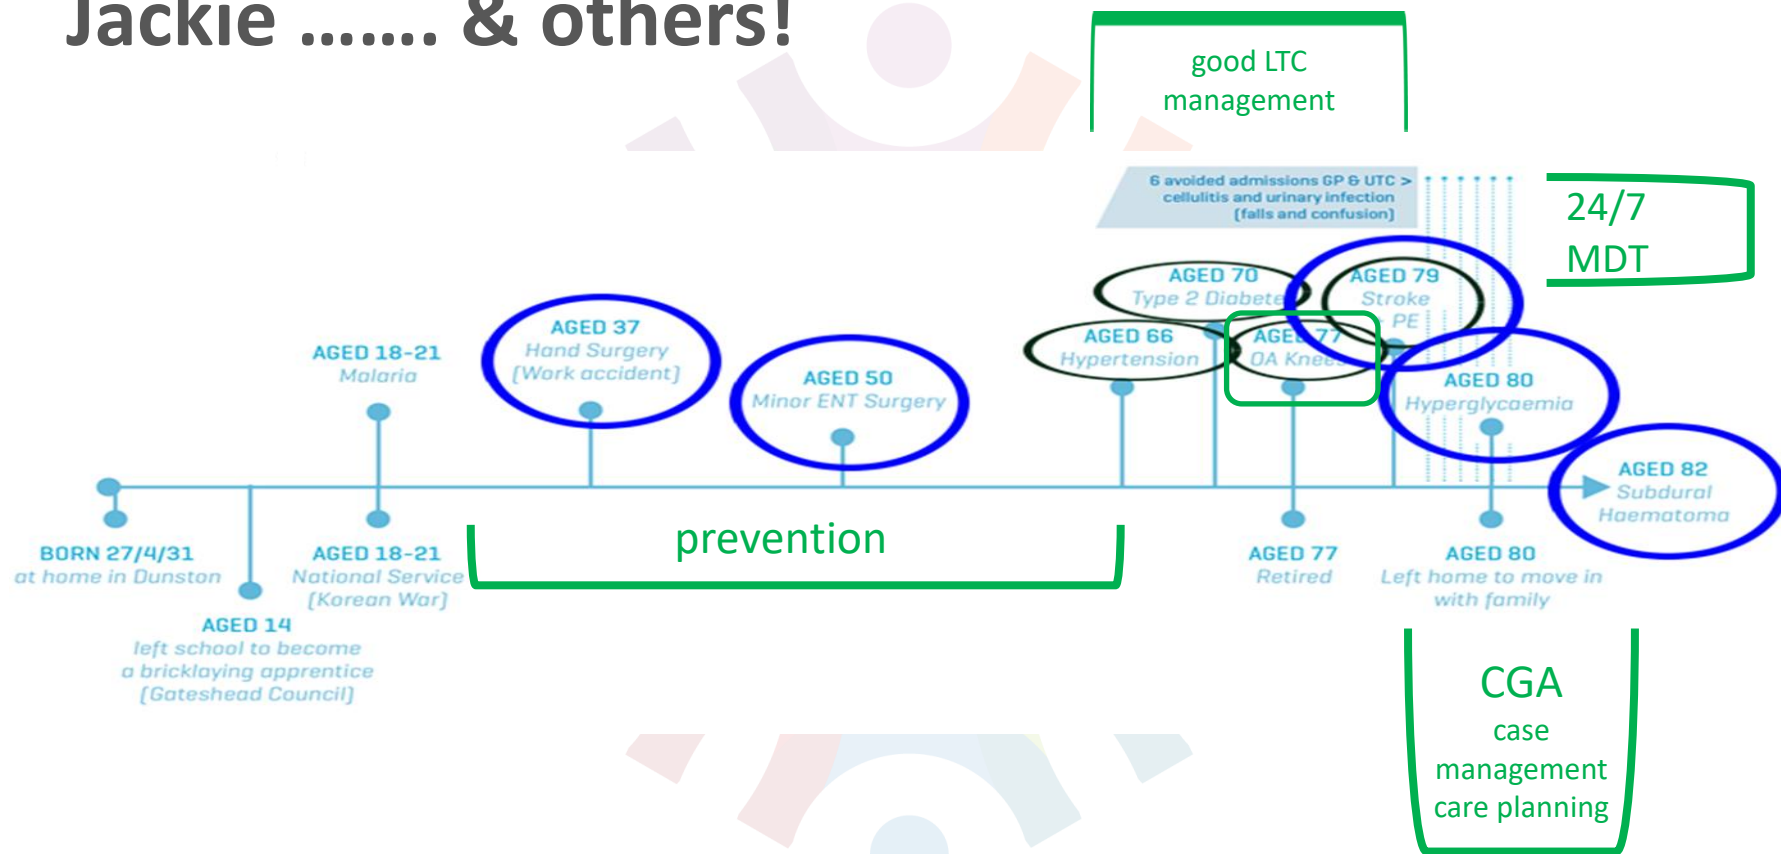 Jackie ……. & others!
good LTC
management
6 avoided admissions GP & UTC >
cellulitis and urinary infection
(falls and confusion)
24/7
MDT
AGED 70
Type 2 Diabete
AGED 79
Stroke
PE
AGED 37
Hand Surgery
(Work accident)
AGED 66
Hypertension
AGED 77
OA Knees
AGED 18-21
Malaria
AGED 50
Minor ENT Surgery
AGED 80
Hyperglycaemia
AGED 82
Subdural
Haematoma
prevention
BORN 27/4/31
at home in Dunston
AGED 18-21
National Service
(Korean War)
AGED 77
Retired
AGED 80
Left home to move in
with family
AGED 14
left school to become
a bricklaying apprentice
(Gateshead Council)
CGA
case
management
care planning